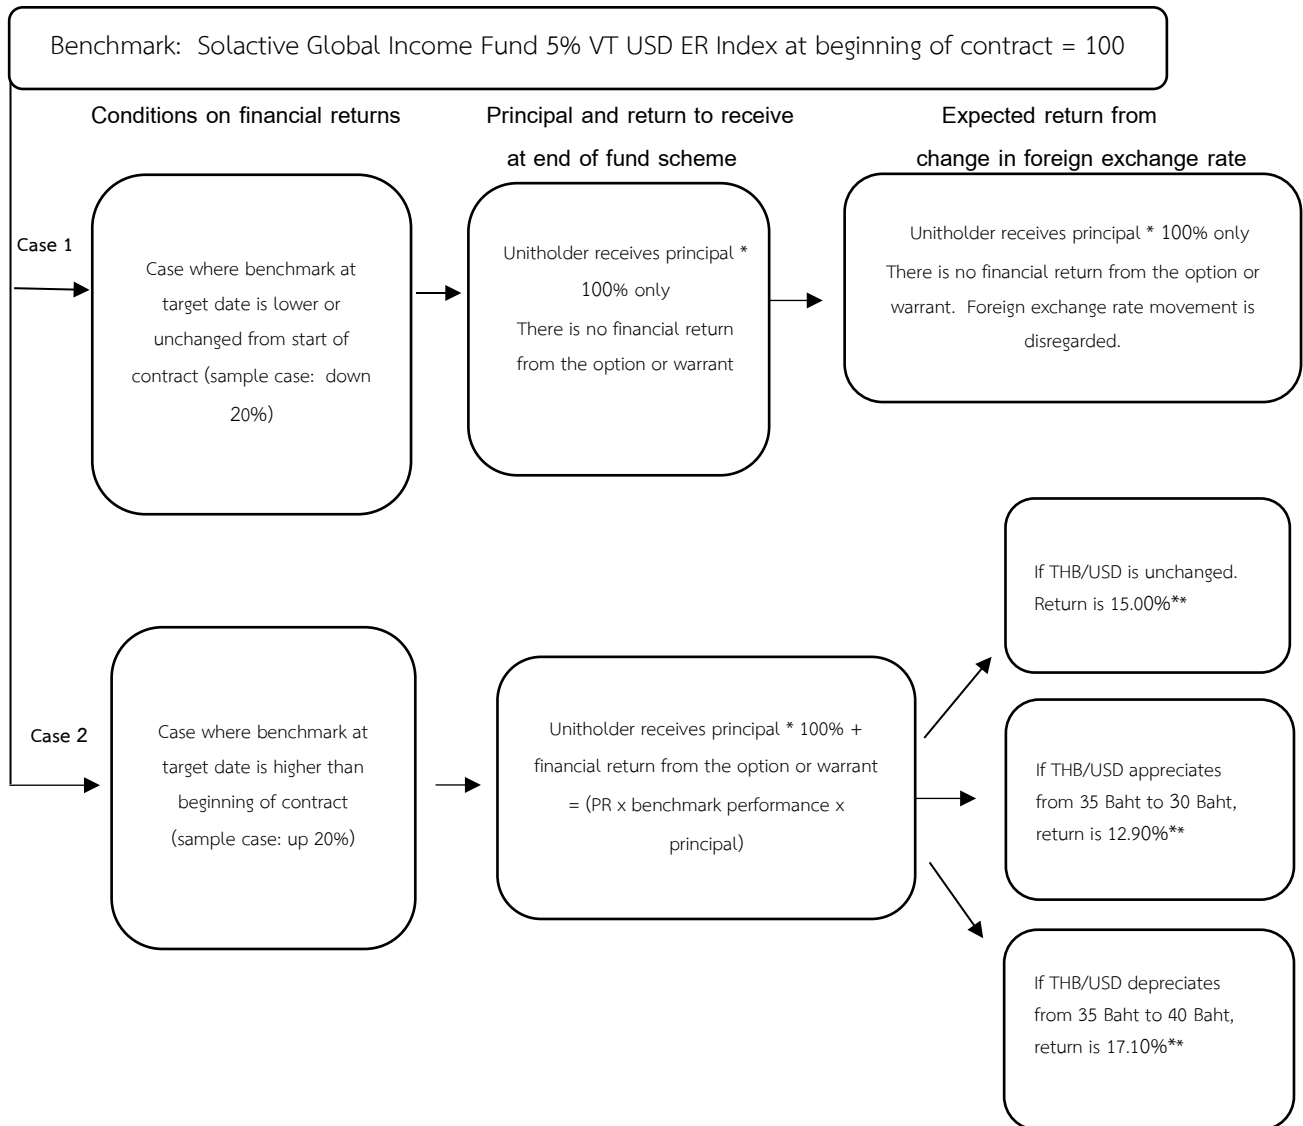 Benchmark:  Solactive Global Income Fund 5% VT USD ER Index at beginning of contract = 100
Conditions on financial returns
Principal and return to receive
at end of fund scheme
Expected return from
change in foreign exchange rate
Case 1
Case where benchmark at
target date is lower or
unchanged from start of
contract (sample case:  down
20%)
Unitholder receives principal *
100% only
There is no financial return
from the option or warrant
Unitholder receives principal * 100% only
There is no financial return from the option or
warrant.  Foreign exchange rate movement is
disregarded.
If THB/USD is unchanged.
Return is 15.00%**
Case 2
Case where benchmark at
target date is higher than
beginning of contract
(sample case: up 20%)
Unitholder receives principal * 100% +
financial return from the option or warrant
= (PR x benchmark performance x
principal)
If THB/USD appreciates
from 35 Baht to 30 Baht,
return is 12.90%**
If THB/USD depreciates
from 35 Baht to 40 Baht,
return is 17.10%**